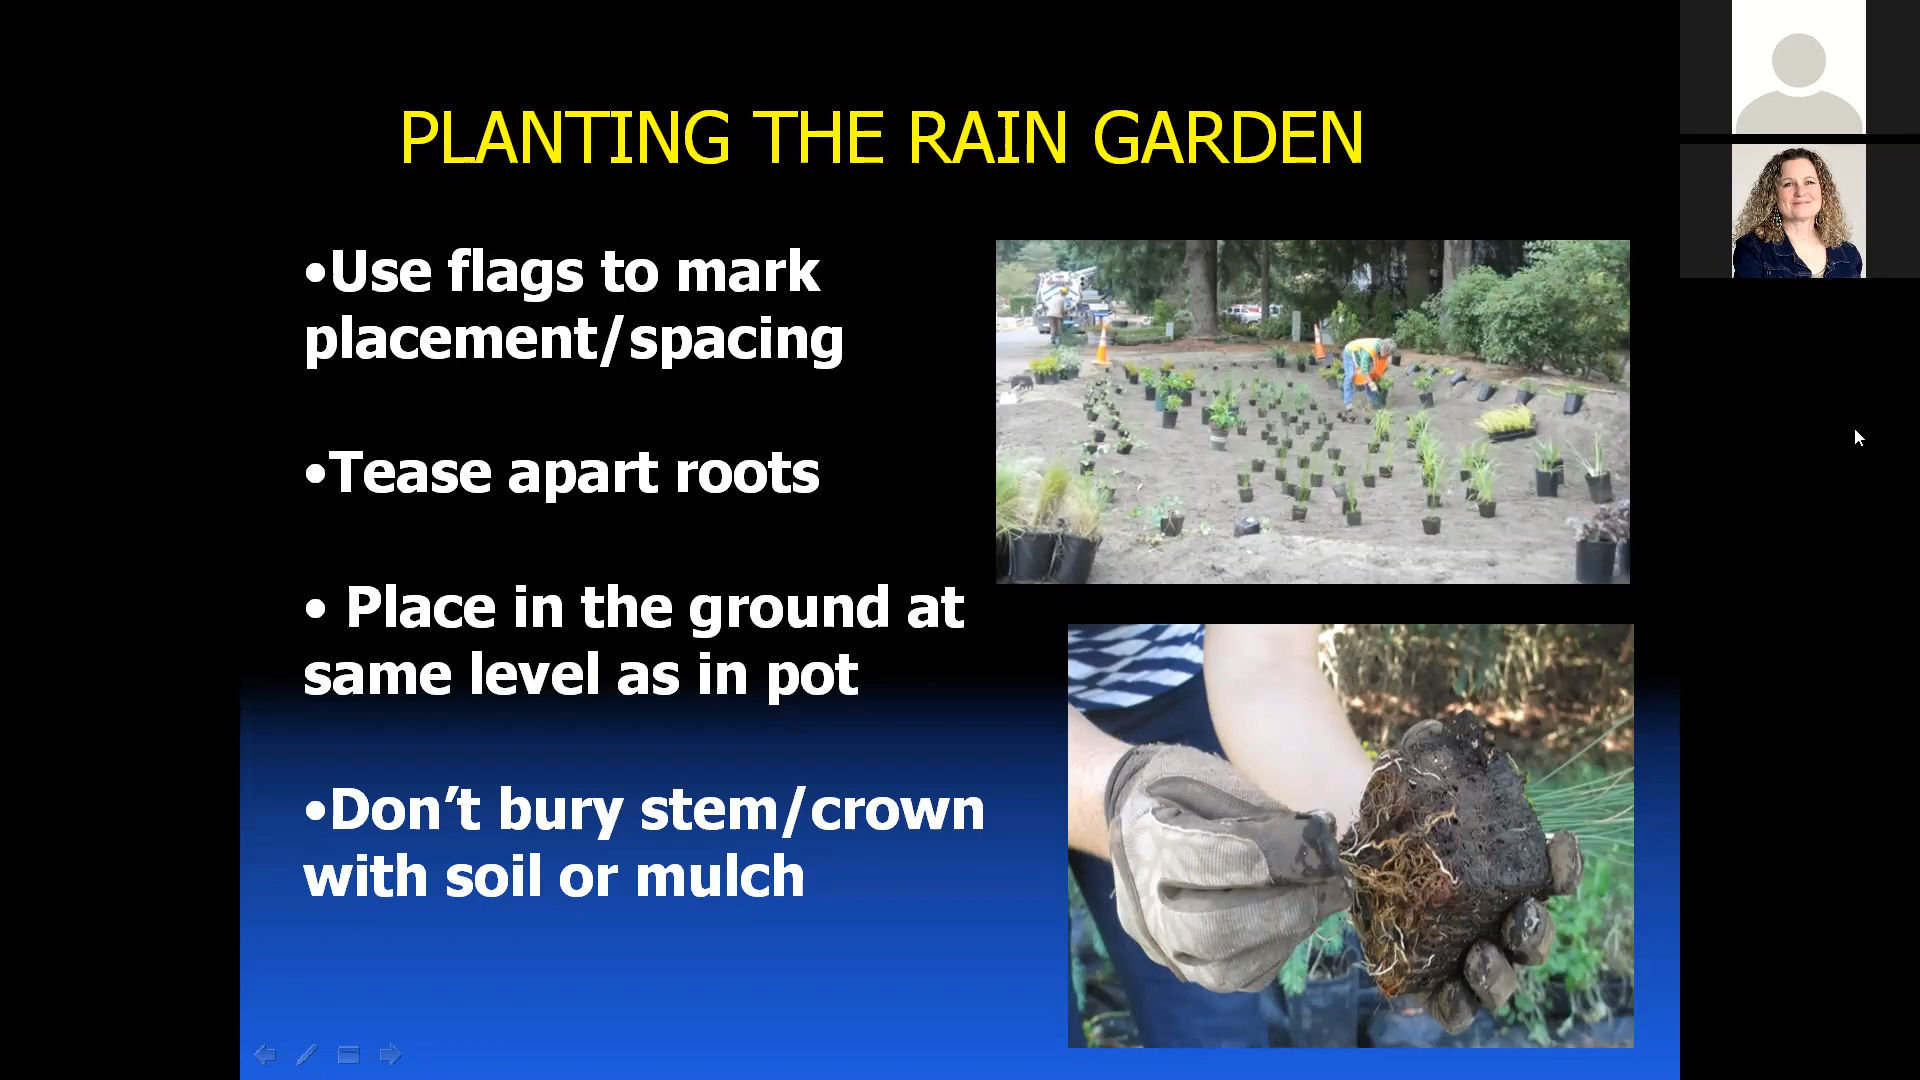 PLANTING THE RAIN GARDEN
•Use flags to mark
placement/spacing
•Tease apart roots
• Place in the ground at
same level as in pot
•Don’t bury stem/crown
with soil or mulch